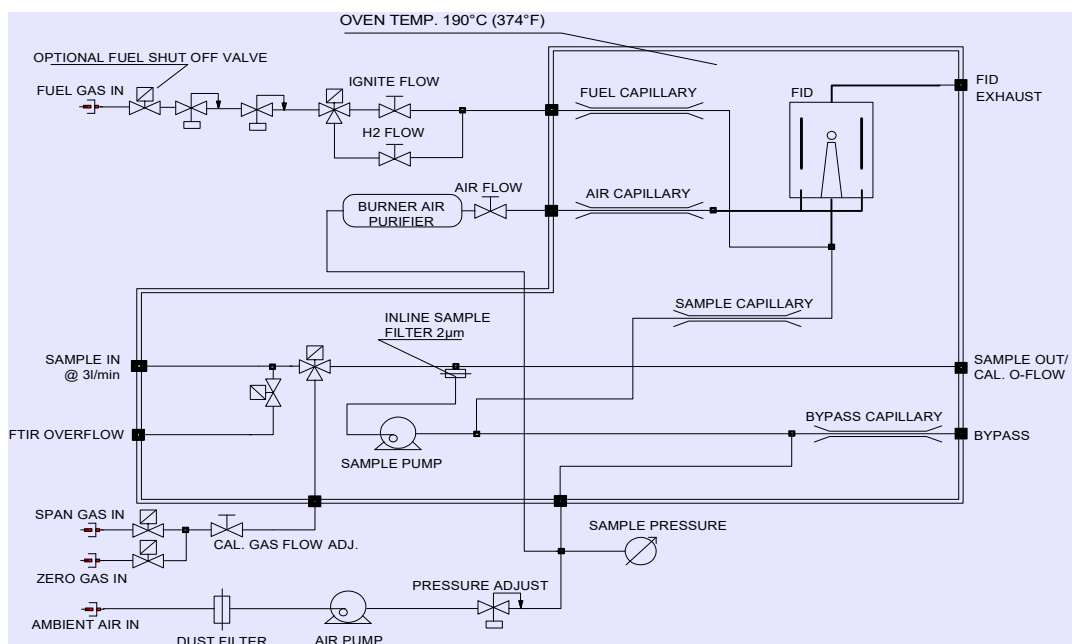 OVEN TEMP. 190°C (374°F)
OPTIONAL FUEL SHUT OFF VALVE
FUEL GAS IN
IGNITE FLOW
H2 FLOW
FUEL CAPILLARY
FID
FID
EXHAUST
AIR FLOW
BURNER AIR
PURIFIER
AIR CAPILLARY
SAMPLE CAPILLARY
INLINE SAMPLE
FILTER 2µm
SAMPLE IN
@ 3l/min
SAMPLE OUT/
CAL. O-FLOW
FTIR OVERFLOW
SAMPLE PUMP
BYPASS CAPILLARY
BYPASS
SPAN GAS IN
CAL. GAS FLOW ADJ.
ZERO GAS IN
SAMPLE PRESSURE
PRESSURE ADJUST
AMBIENT AIR IN
DUST FILTER
AIR PUMP